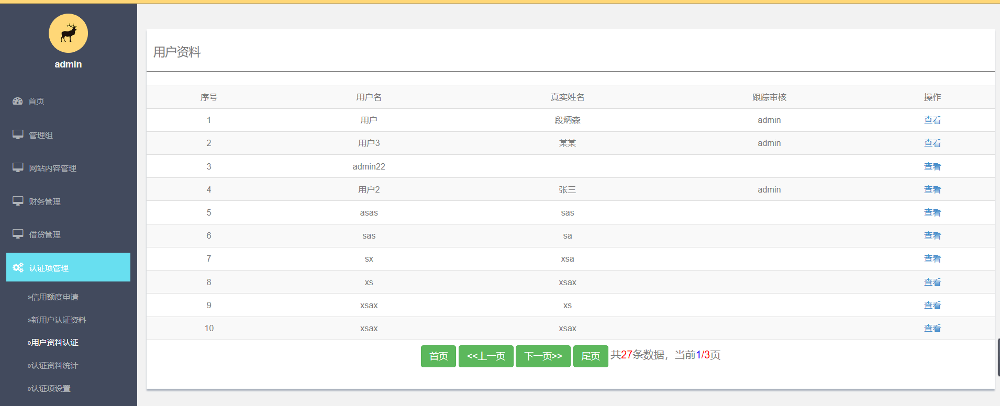 admin
首页
管理组
网站内容管理
财务管理
借贷管理
认证项管理
»信用额度申请
»新用户认证资料
»用户资料认证
»认证资料统计
»认证项设置
用户资料
序号 用户名 真实姓名 跟踪审核 操作
1 用户 段炳森 admin 查看
2 用户3 某某 admin 查看
3 admin22 查看
4 用户2 张三 admin 查看
5 asas sas 查看
6 sas sa 查看
7 sx xsa 查看
8 xs xsax 查看
9 xsax xs 查看
10 xsax xsax 查看
首页 <<上一页 下一页>> 尾页 共27条数据，当前1/3页